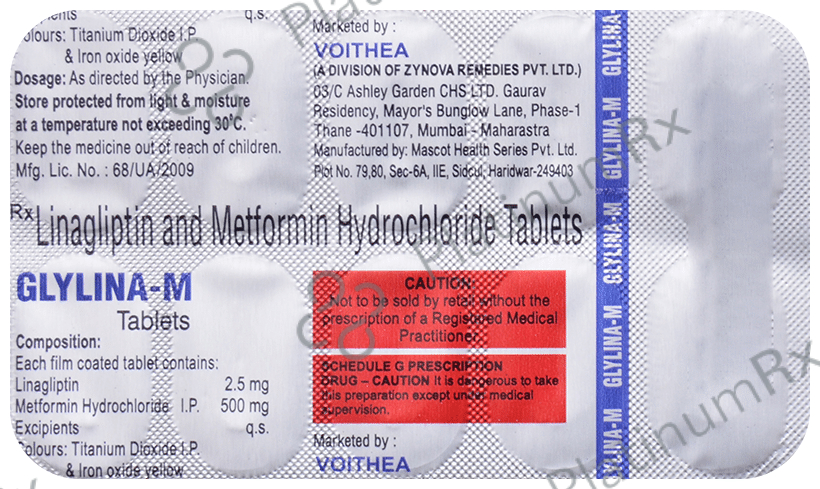 q.s.
Colours: Titanium Dioxide I.P.
& Iron oxide yellow
Dosage: As directed by the Physician.
Store protected from light & moisture
at a temperature not exceeding 30°C.
Keep the medicine out of reach of children.
Mfg. Lic. No. : 68/UA/2009
Marketed by :
VOITHEA
(A DIVISION OF ZYNOVA REMEDIES PVT. LTD.)
03/C Ashley Garden CHS LTD. Gaurav
Residency, Mayor's Bunglow Lane, Phase-1
Thane -401107, Mumbai - Maharastra
Manufactured by: Mascot Health Series Pvt. Ltd.
Plot No. 79,80, Sec-6A, IIE, Sidcul, Haridwar-249403
Rx Linagliptin and Metformin Hydrochloride Tablets
GLYLINA-M
Tablets
Composition:
Each film coated tablet contains:
Linagliptin 2.5 mg
Metformin Hydrochloride I.P. 500 mg
Excipients q.s.
Colours: Titanium Dioxide I.P.
& Iron oxide yellow
CAUTION:
Not to be sold by retail without the
prescription of a Registered Medical
Practitioner.
SCHEDULE G PRESCRIPTION
DRUG – CAUTION It is dangerous to take
this preparation except under medical
supervision.
Marketed by :
VOITHEA
GLYLINA-M
GLYLINA-M
GLYLINA-M
GLYLINA-M
PlatinumRx
PlatinumRx